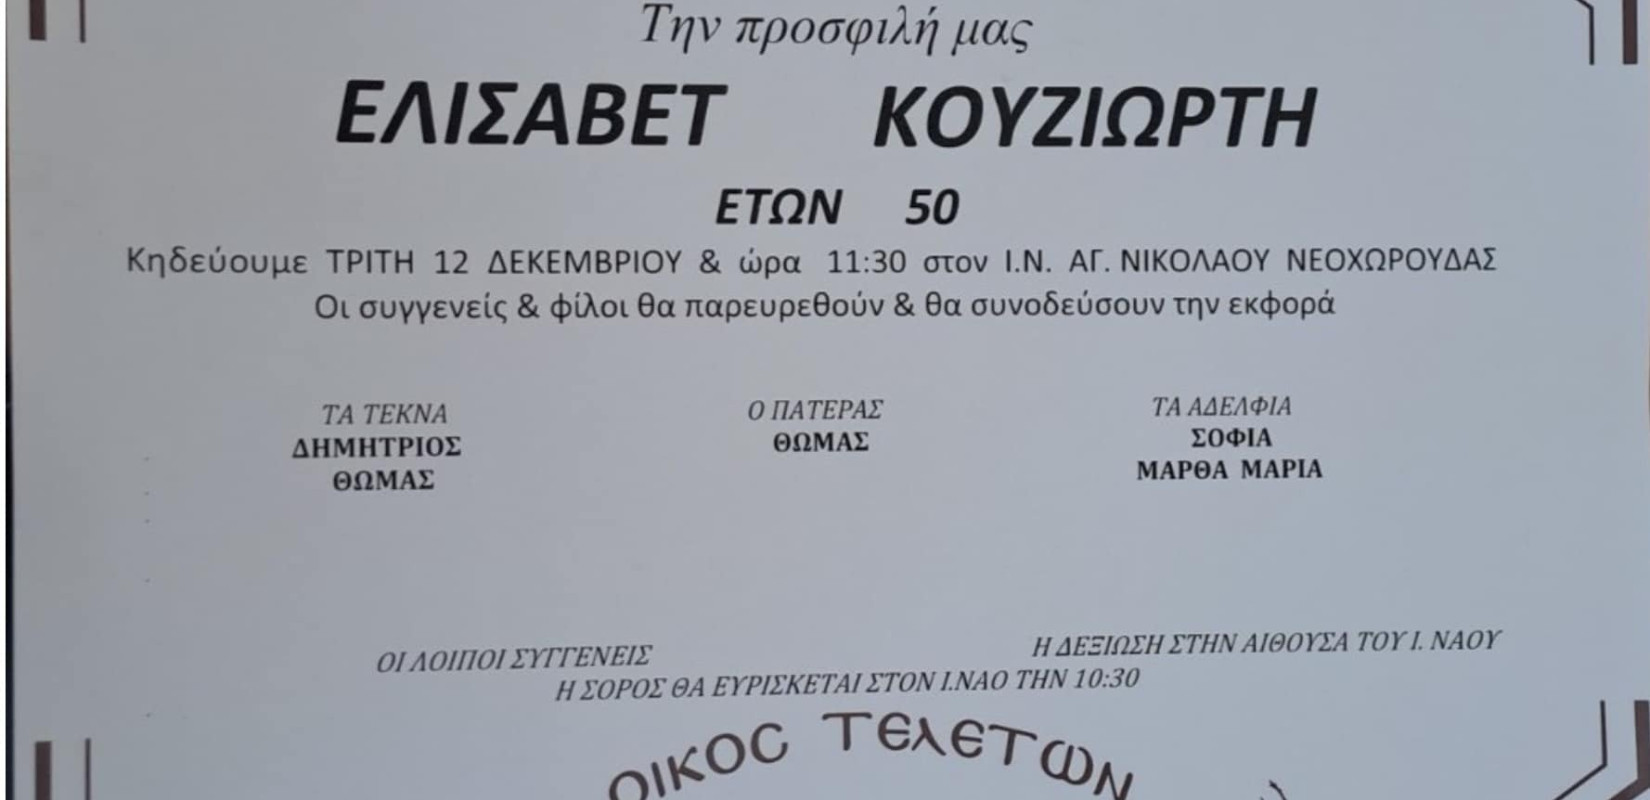 Την προσφιλή μας
ΕΛΙΣΑΒΕΤ ΚΟΥΖΙΩΡΤΗ
ΕΤΩΝ 50
Κηδεύουμε ΤΡΙΤΗ 12 ΔΕΚΕΜΒΡΙΟΥ & ώρα 11:30 στον Ι.Ν. ΑΓ. ΝΙΚΟΛΑΟΥ ΝΕΟΧΩΡΟΥΔΑΣ
Οι συγγενείς & φίλοι θα παρευρεθούν & θα συνοδεύσουν την εκφορά
ΤΑ ΤΕΚΝΑ
ΔΗΜΗΤΡΙΟΣ
ΘΩΜΑΣ
Ο ΠΑΤΕΡΑΣ
ΘΩΜΑΣ
ΤΑ ΑΔΕΛΦΙΑ
ΣΟΦΙΑ
ΜΑΡΘΑ ΜΑΡΙΑ
ΟΙ ΛΟΙΠΟΙ ΣΥΓΓΕΝΕΙΣ
Η ΔΕΞΙΩΣΗ ΣΤΗΝ ΑΙΘΟΥΣΑ ΤΟΥ Ι. ΝΑΟΥ
Η ΣΟΡΟΣ ΘΑ ΕΥΡΙΣΚΕΤΑΙ ΣΤΟΝ Ι.ΝΑΟ ΤΗΝ 10:30
ΟΙΚΟΣ ΤΕΛΕΤΩΝ